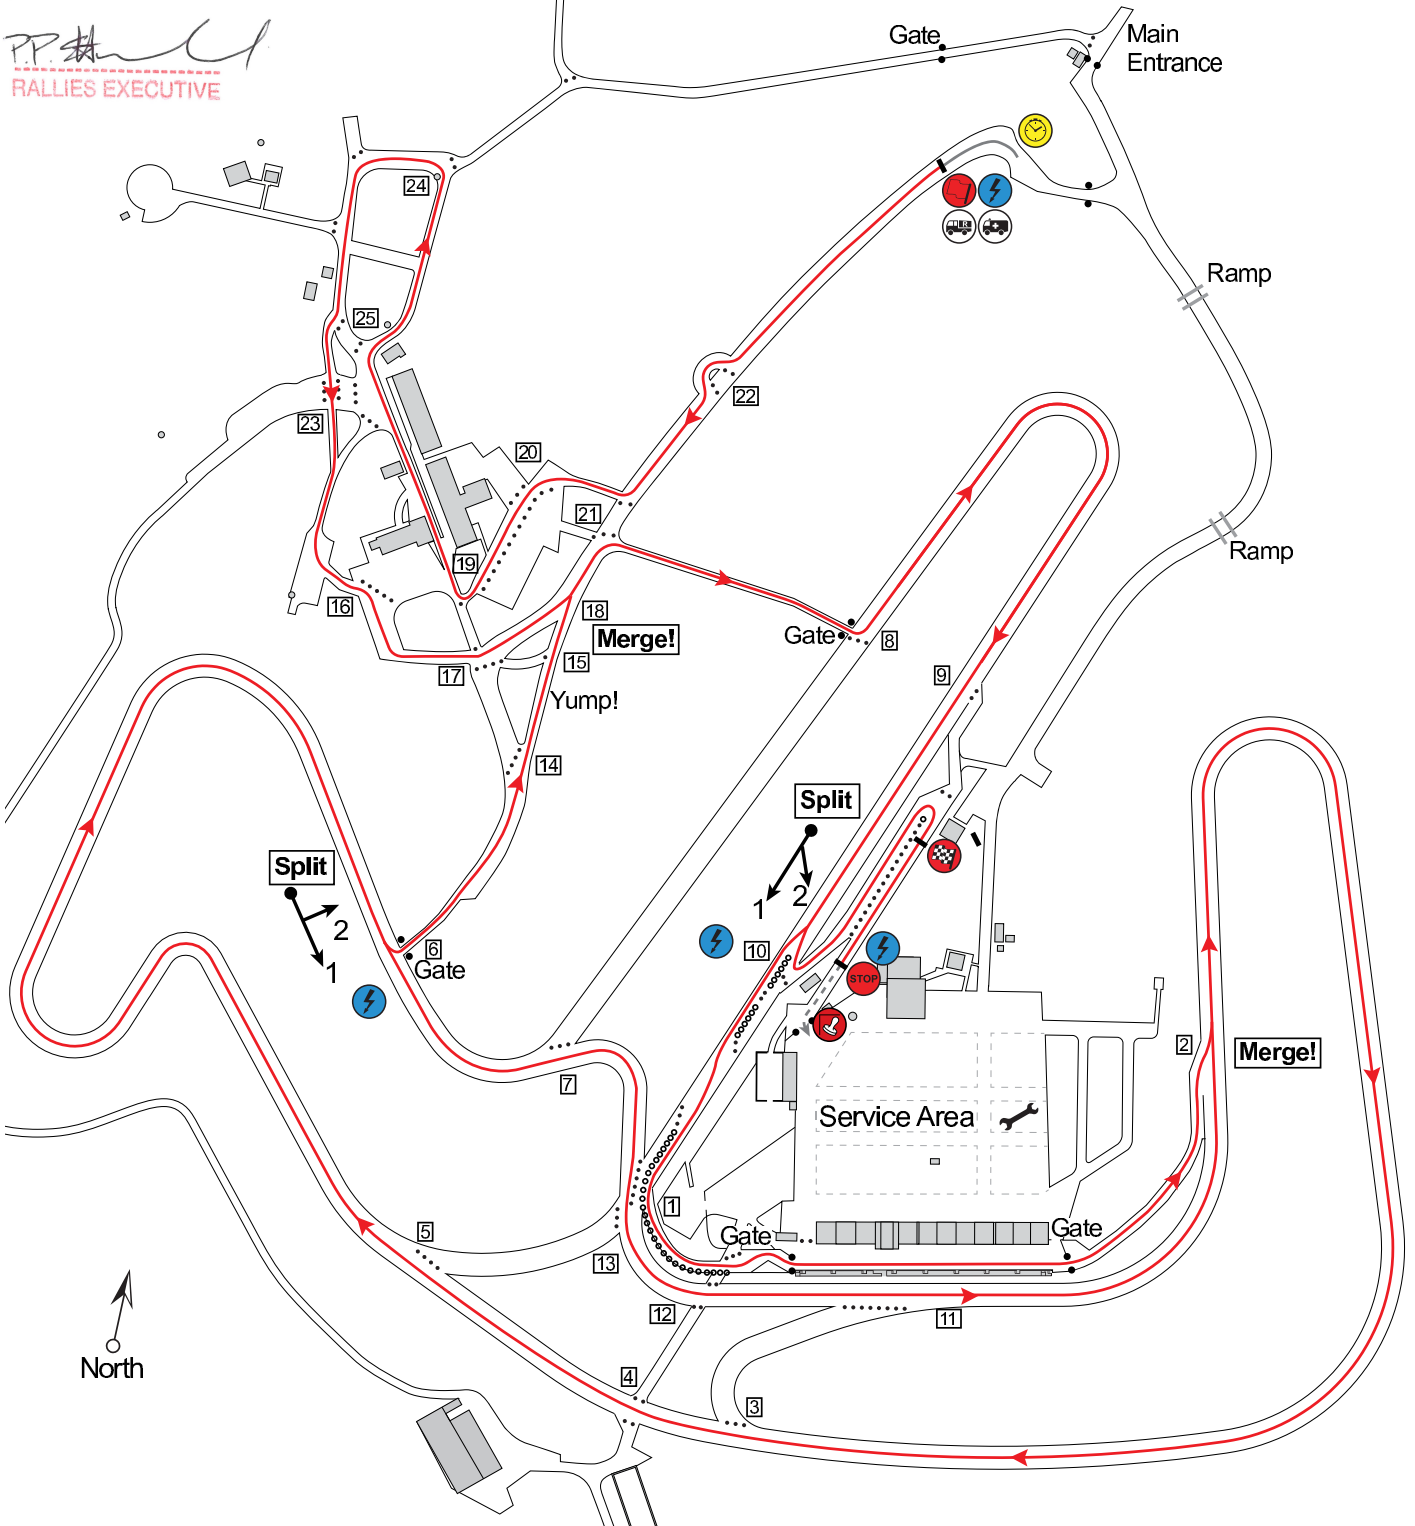 P.P.
RALLIES EXECUTIVE
Gate
Main
Entrance
24
Ramp
25
22
23
20
21
Ramp
19
16
18
Merge!
Gate
8
17
15
9
Yump!
14
Split
1
2
Split
2
1
6
Gate
10
STOP
2
Merge!
7
Service Area
1
5
Gate
Gate
13
12
11
North
4
3